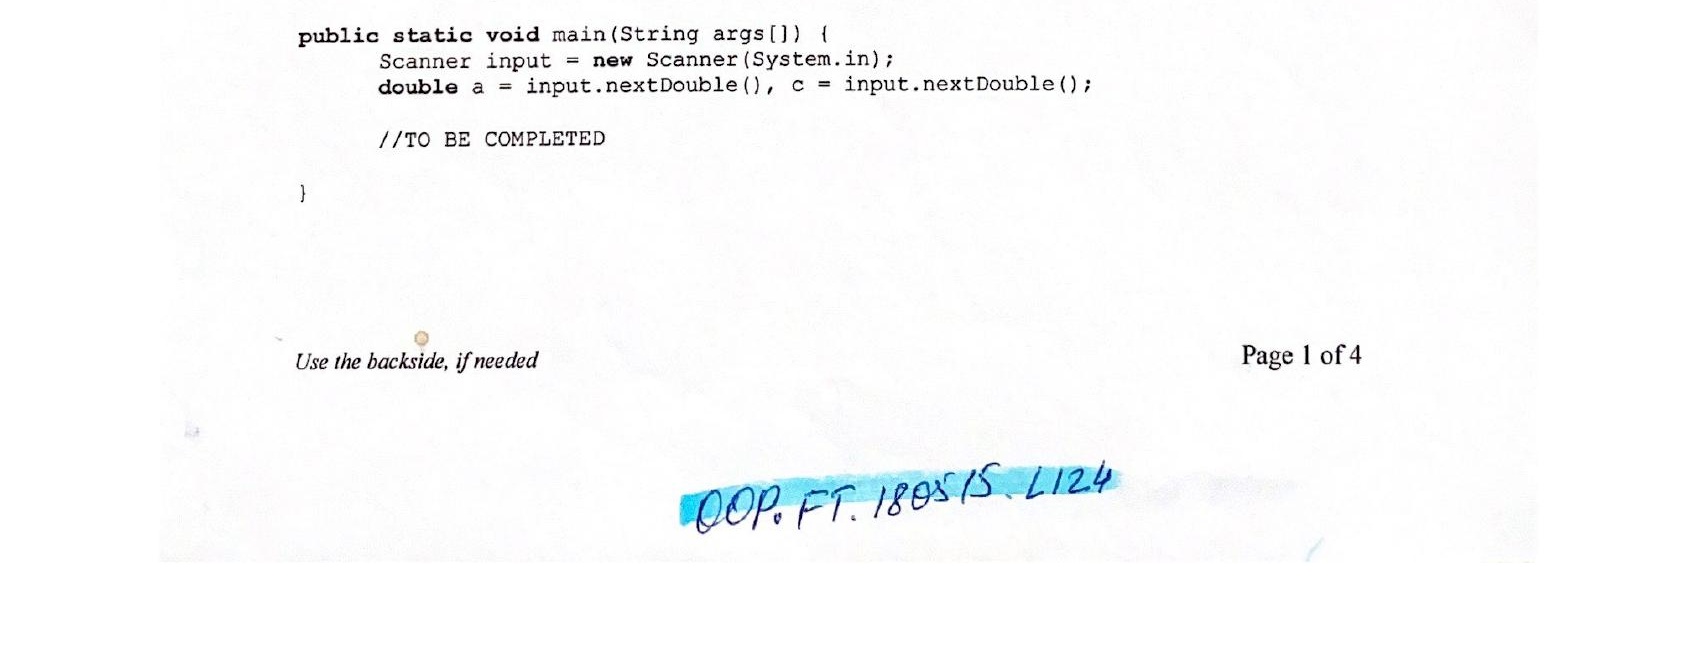 public static void main(String args[]) {
Scanner input = new Scanner(System.in);
double a = input.nextDouble(), c = input.nextDouble();
//TO BE COMPLETED
}
Use the backside, if needed
Page 1 of 4
OOP. FT. 180515. L124